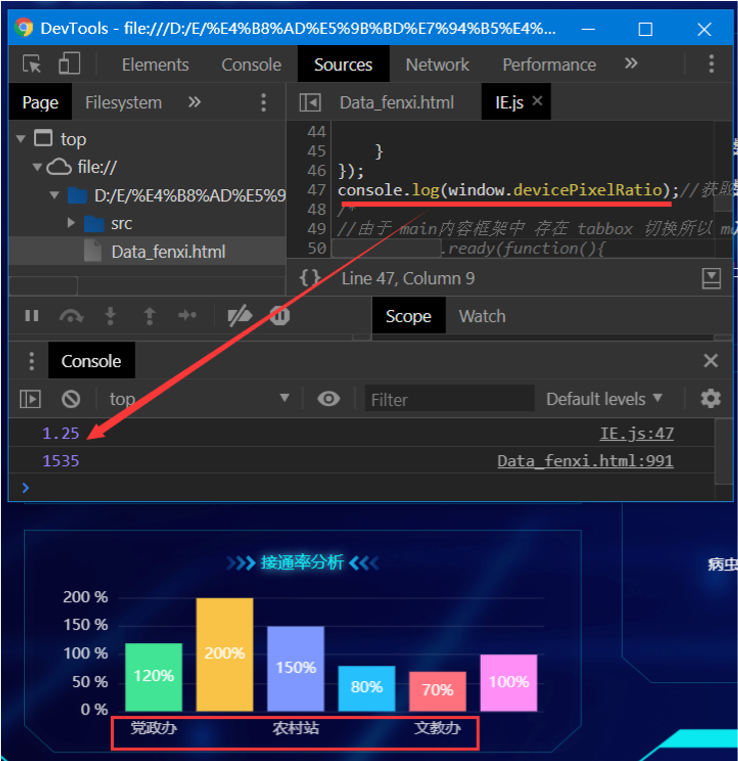 DevTools - file:///D:/E/%E4%B8%AD%E5%9B%BD%E7%94%B5%E4%...
Elements Console Sources Network Performance »
Page Filesystem » Data_fenxi.html IE.js ×
top
file://
D:/E/%E4%B8%AD%E5%9
src
Data_fenxi.html
44
45 }
46 });
47 console.log(window.devicePixelRatio);//获取
48 /*
49 //由于 main内容框架中 存在 tabbox 切换所以
50 .ready(function(){
{} Line 47, Column 9
Scope Watch
Console
top Filter Default levels
1.25 IE.js:47
1535 Data_fenxi.html:991
接通率分析
200 %
150 %
100 %
50 %
0 %
120% 200% 150% 80% 70% 100%
党政办 农村站 文教办
病虫